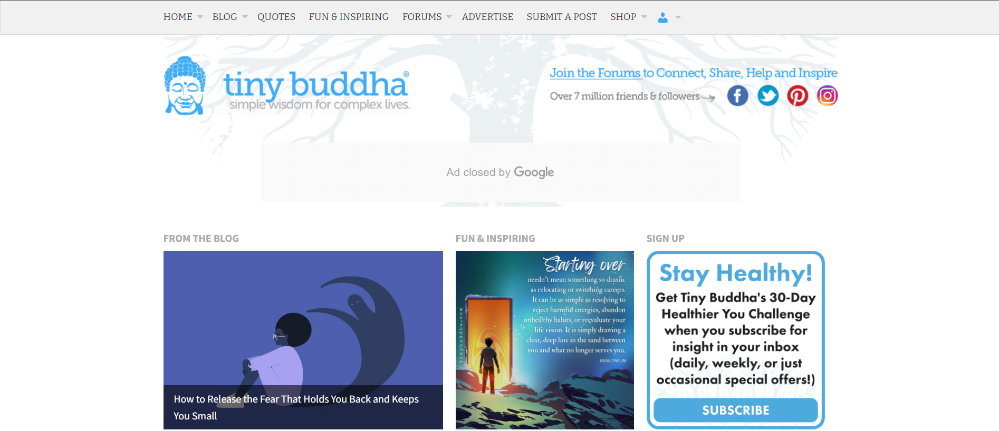 HOME BLOG QUOTES FUN & INSPIRING FORUMS ADVERTISE SUBMIT A POST SHOP
tiny buddha®
simple wisdom for complex lives.
Join the Forums to Connect, Share, Help and Inspire
Over 7 million friends & followers
Ad closed by Google
FROM THE BLOG
How to Release the Fear That Holds You Back and Keeps
You Small
FUN & INSPIRING
Starting over
needn't mean something so drastic
as relocating or switching careers.
It can be as simple as resolving to
reject harmful energies, abandon
unhealthy habits, or reevaluate your
life vision. It is simply drawing a
clear, deep line in the sand between
you and what no longer serves you.
BEAU TAPLIN
tinybuddha.com
SIGN UP
Stay Healthy!
Get Tiny Buddha's 30-Day
Healthier You Challenge
when you subscribe for
insight in your inbox
(daily, weekly, or just
occasional special offers!)
SUBSCRIBE